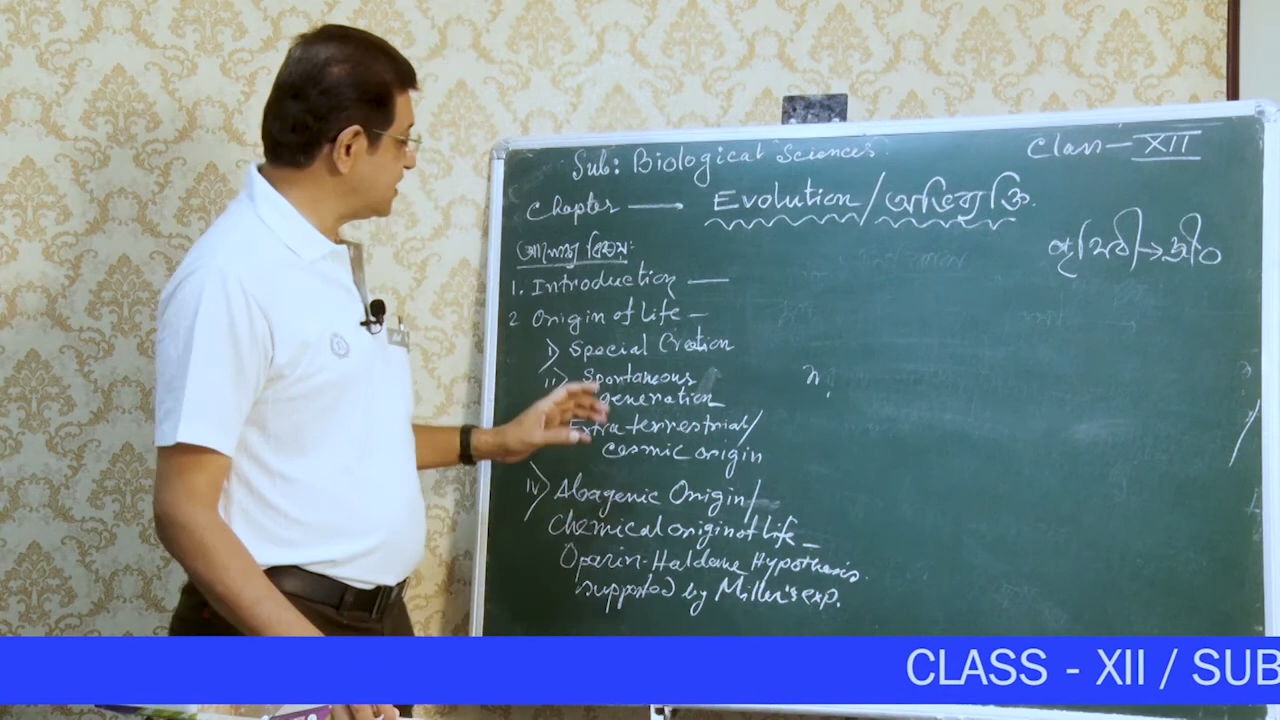 Sub: Biological Sciences.
Class — XII
Chapter — Evolution / অভিব্যক্তি.
পৃথিবী → জীব
আলোচ্য বিষয়:
1. Introduction —
2 Origin of Life —
i) Special Creation
ii) Spontaneous
generation
Extra terrestrial/
cosmic origin
iv) Abagenic Origin/
Chemical origin of Life —
Oparin-Haldane Hypothesis.
supported by Miller's exp.
CLASS - XII / SUB